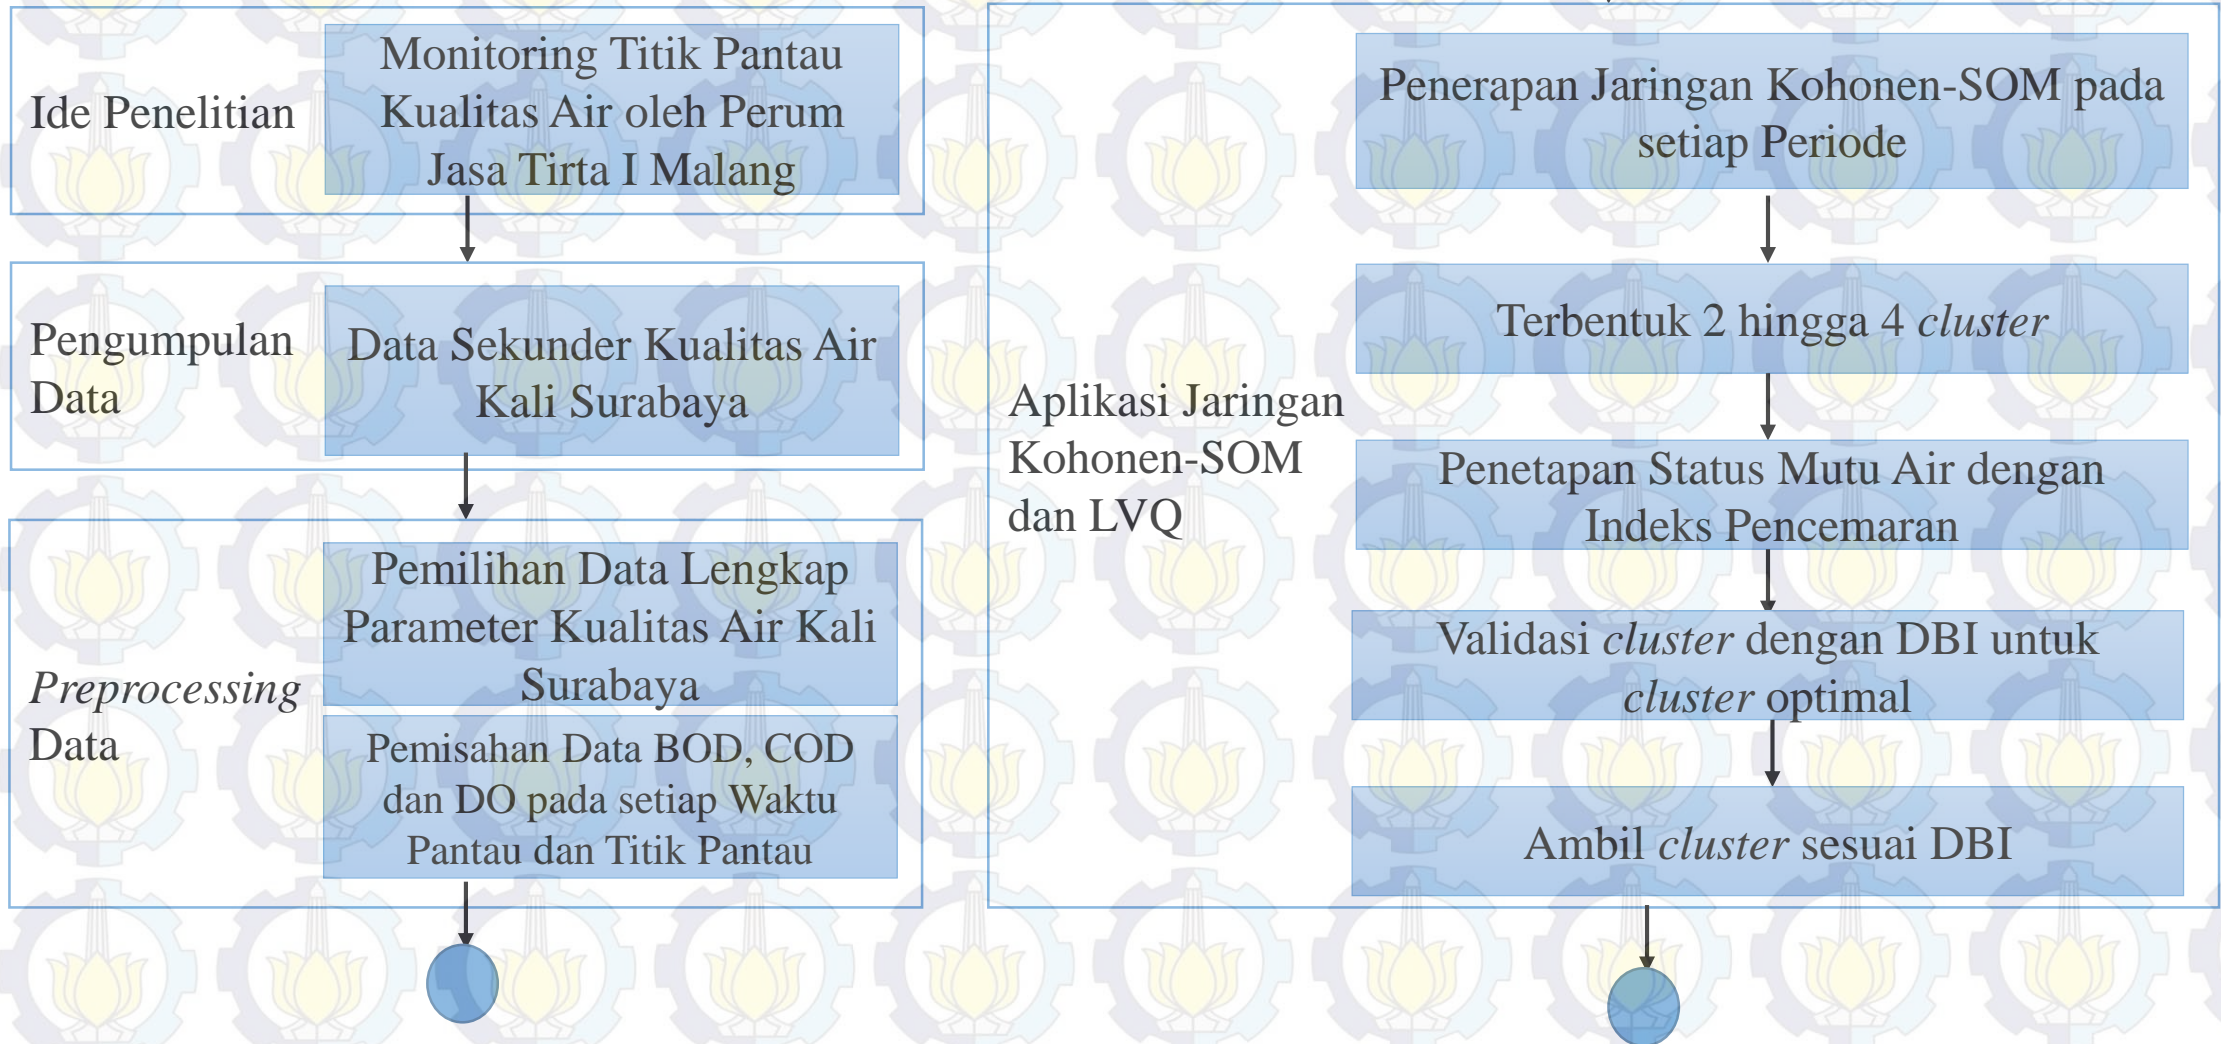 Ide Penelitian
Monitoring Titik Pantau
Kualitas Air oleh Perum
Jasa Tirta I Malang
Pengumpulan
Data
Data Sekunder Kualitas Air
Kali Surabaya
Preprocessing
Data
Pemilihan Data Lengkap
Parameter Kualitas Air Kali
Surabaya
Pemisahan Data BOD, COD
dan DO pada setiap Waktu
Pantau dan Titik Pantau
Aplikasi Jaringan
Kohonen-SOM
dan LVQ
Penerapan Jaringan Kohonen-SOM pada
setiap Periode
Terbentuk 2 hingga 4 cluster
Penetapan Status Mutu Air dengan
Indeks Pencemaran
Validasi cluster dengan DBI untuk
cluster optimal
Ambil cluster sesuai DBI